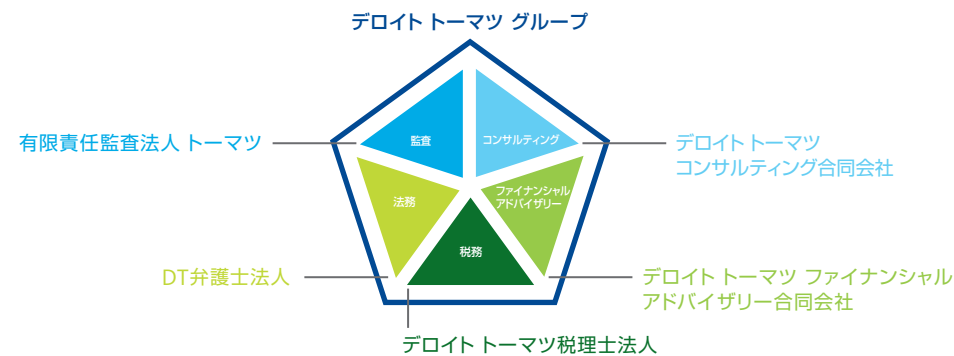 デロイト トーマツ グループ
監査
コンサルティング
有限責任監査法人 トーマツ
デロイト トーマツ
コンサルティング合同会社
法務
ファイナンシャル
アドバイザリー
税務
DT弁護士法人
デロイト トーマツ ファイナンシャル
アドバイザリー合同会社
デロイト トーマツ税理士法人